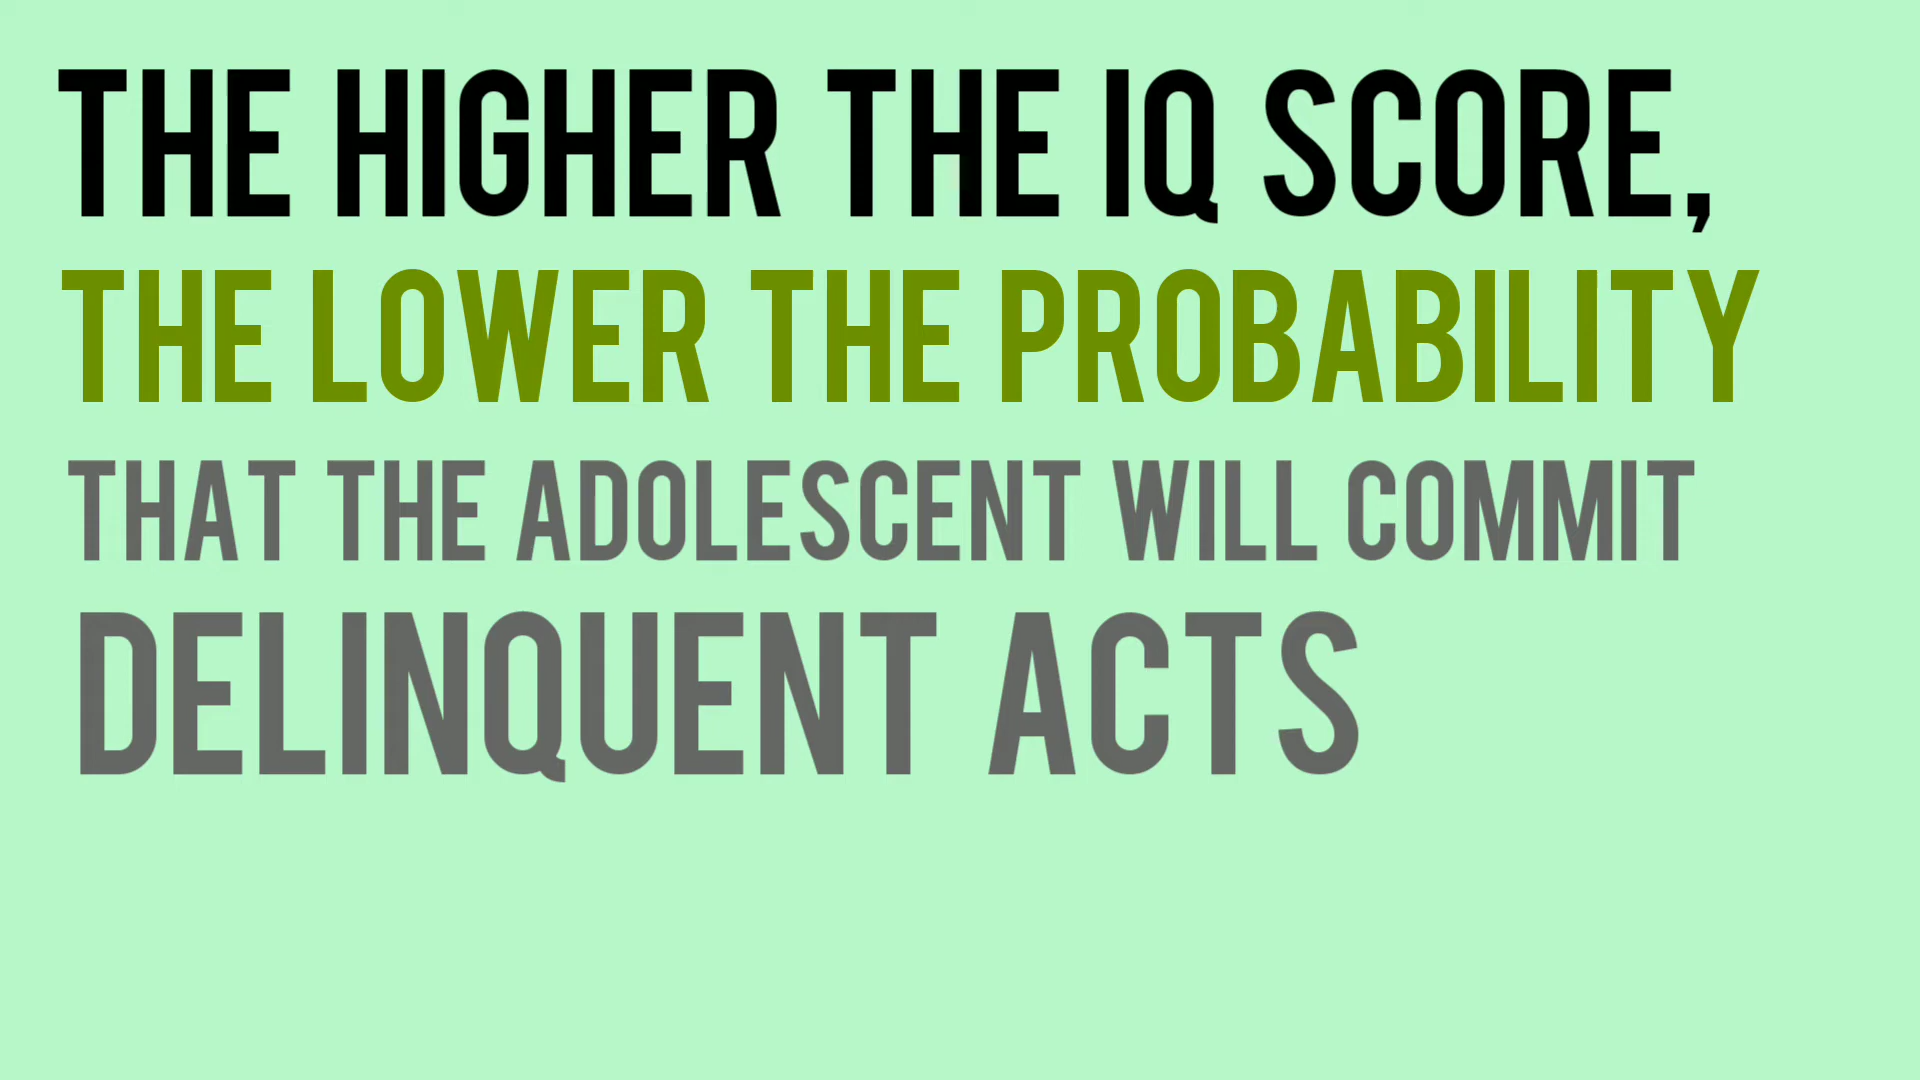 THE HIGHER THE IQ SCORE,
THE LOWER THE PROBABILITY
THAT THE ADOLESCENT WILL COMMIT
DELINQUENT ACTS